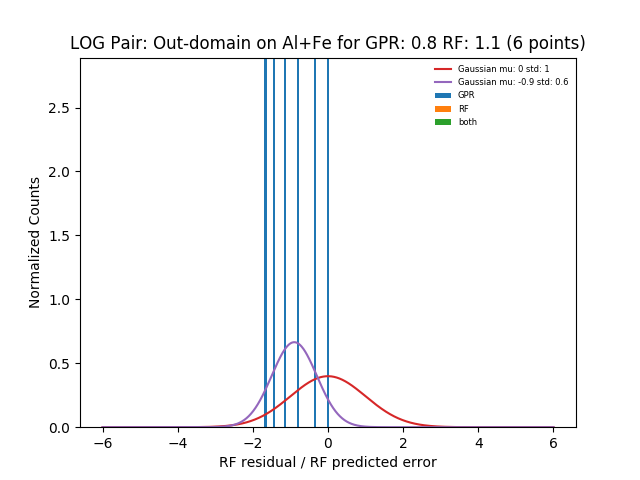 LOG Pair: Out-domain on Al+Fe for GPR: 0.8 RF: 1.1 (6 points)
Gaussian mu: 0 std: 1
Gaussian mu: -0.9 std: 0.6
GPR
RF
both
Normalized Counts
2.5
2.0
1.5
1.0
0.5
0.0
−6 −4 −2 0 2 4 6
RF residual / RF predicted error